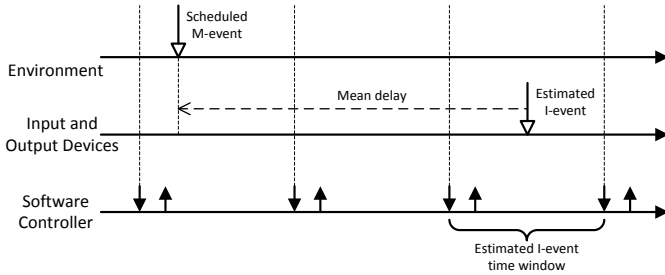 Scheduled
M-event
Environment
Mean delay
Estimated
I-event
Input and
Output Devices
Software
Controller
Estimated I-event
time window